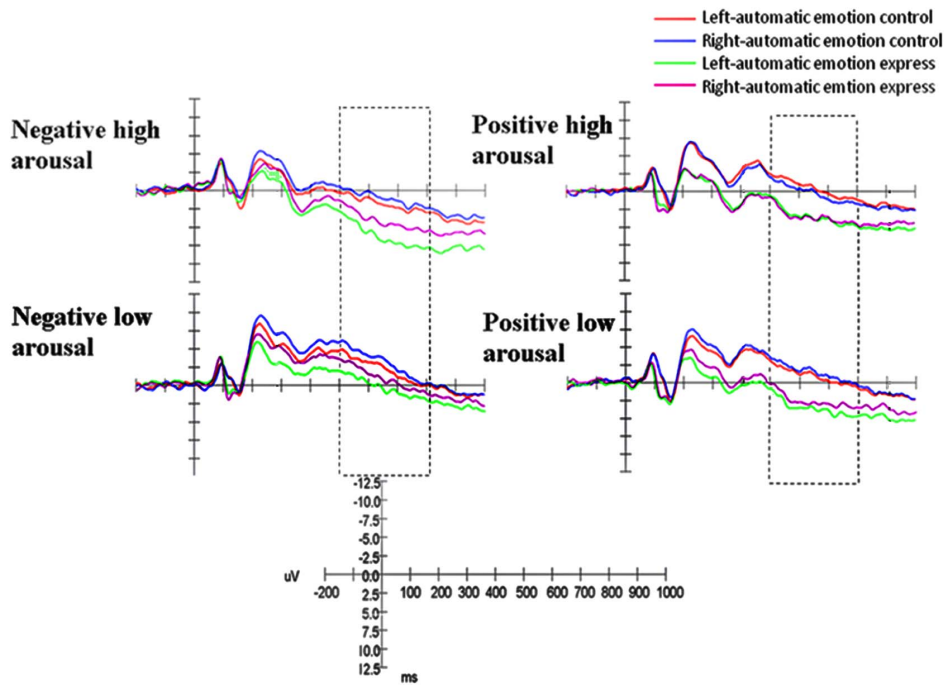 Left-automatic emotion control
Right-automatic emotion control
Left-automatic emotion express
Right-automatic emtion express
Negative high
arousal
Positive high
arousal
Negative low
arousal
Positive low
arousal
-12.5
-10.0
-7.5
-5.0
-2.5
uV 0.0
-200 100 200 300 400 500 600 700 800 900 1000
2.5
5.0
7.5
10.0
12.5
ms